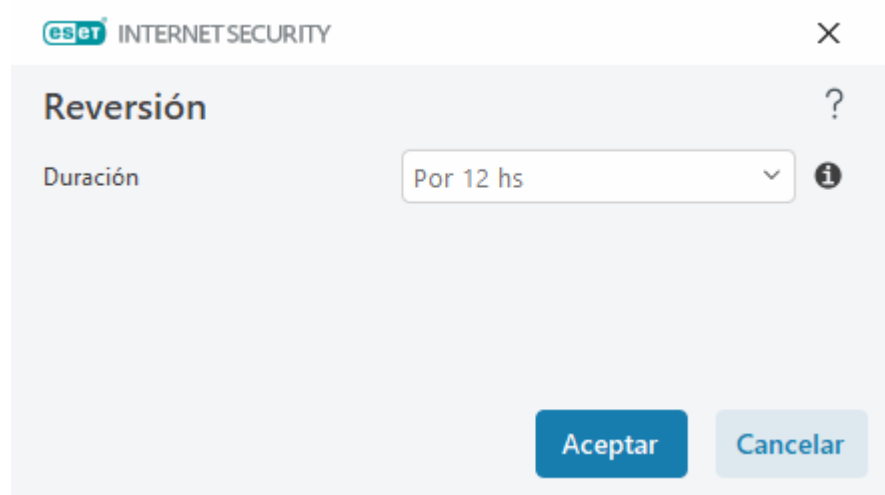 eset INTERNET SECURITY
Reversión
?
Duración
Por 12 hs
i
Aceptar
Cancelar